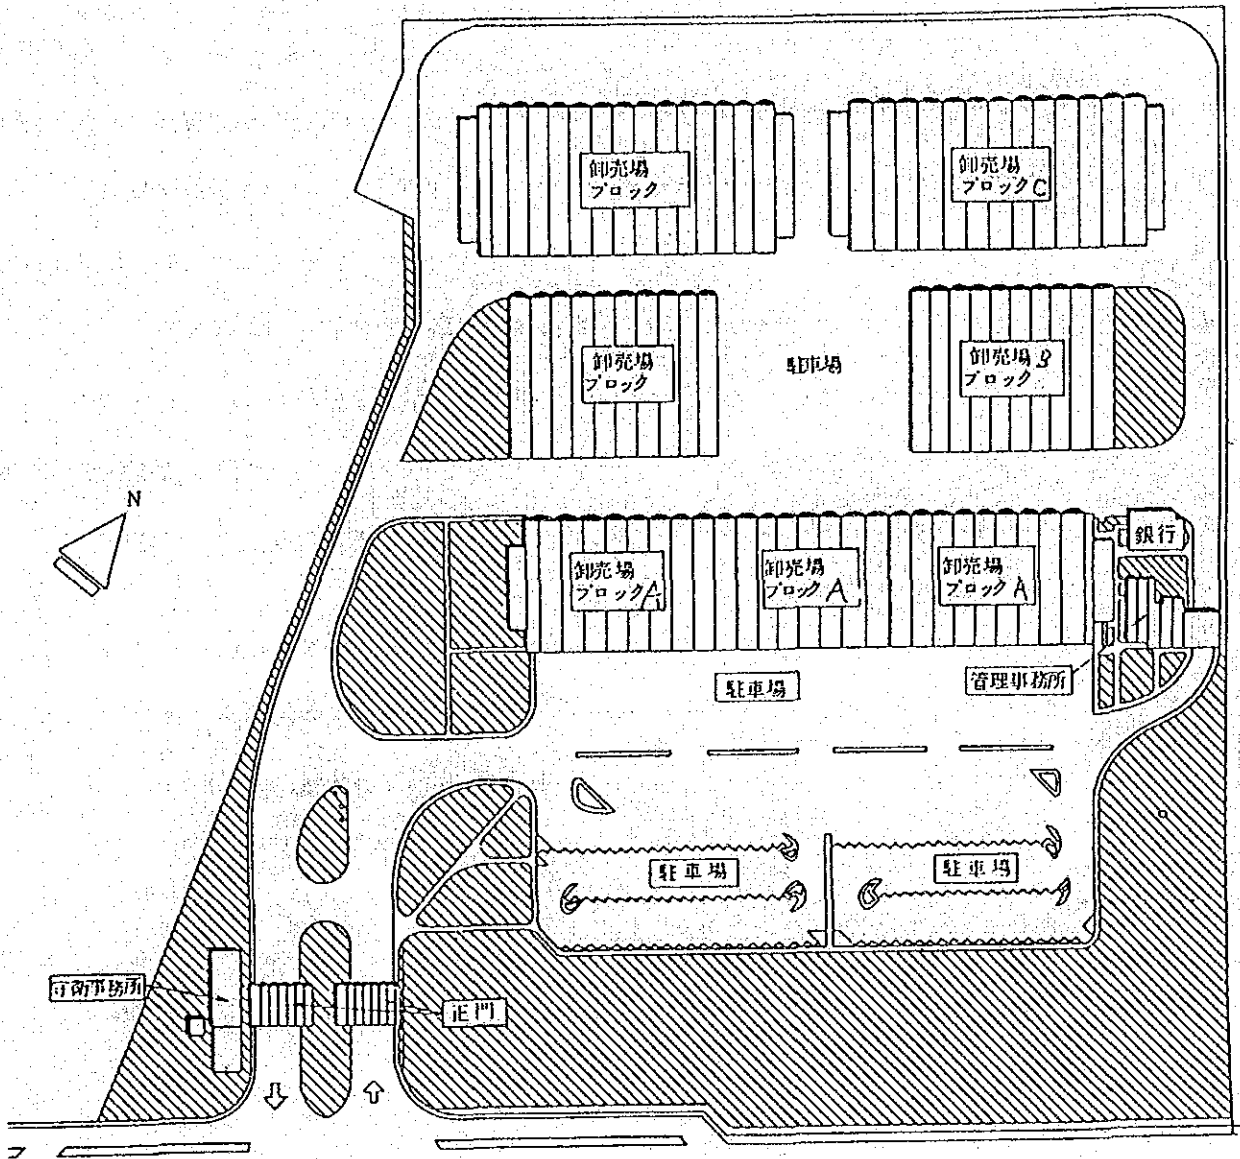 卸売場
ブロック
卸売場
ブロックC
卸売場
ブロック
駐車場
卸売場B
ブロック
N
銀行
卸売場
ブロックA
卸売場
ブロックA
卸売場
ブロックA
駐車場
管理事務所
駐車場
駐車場
守衛事務所
正門